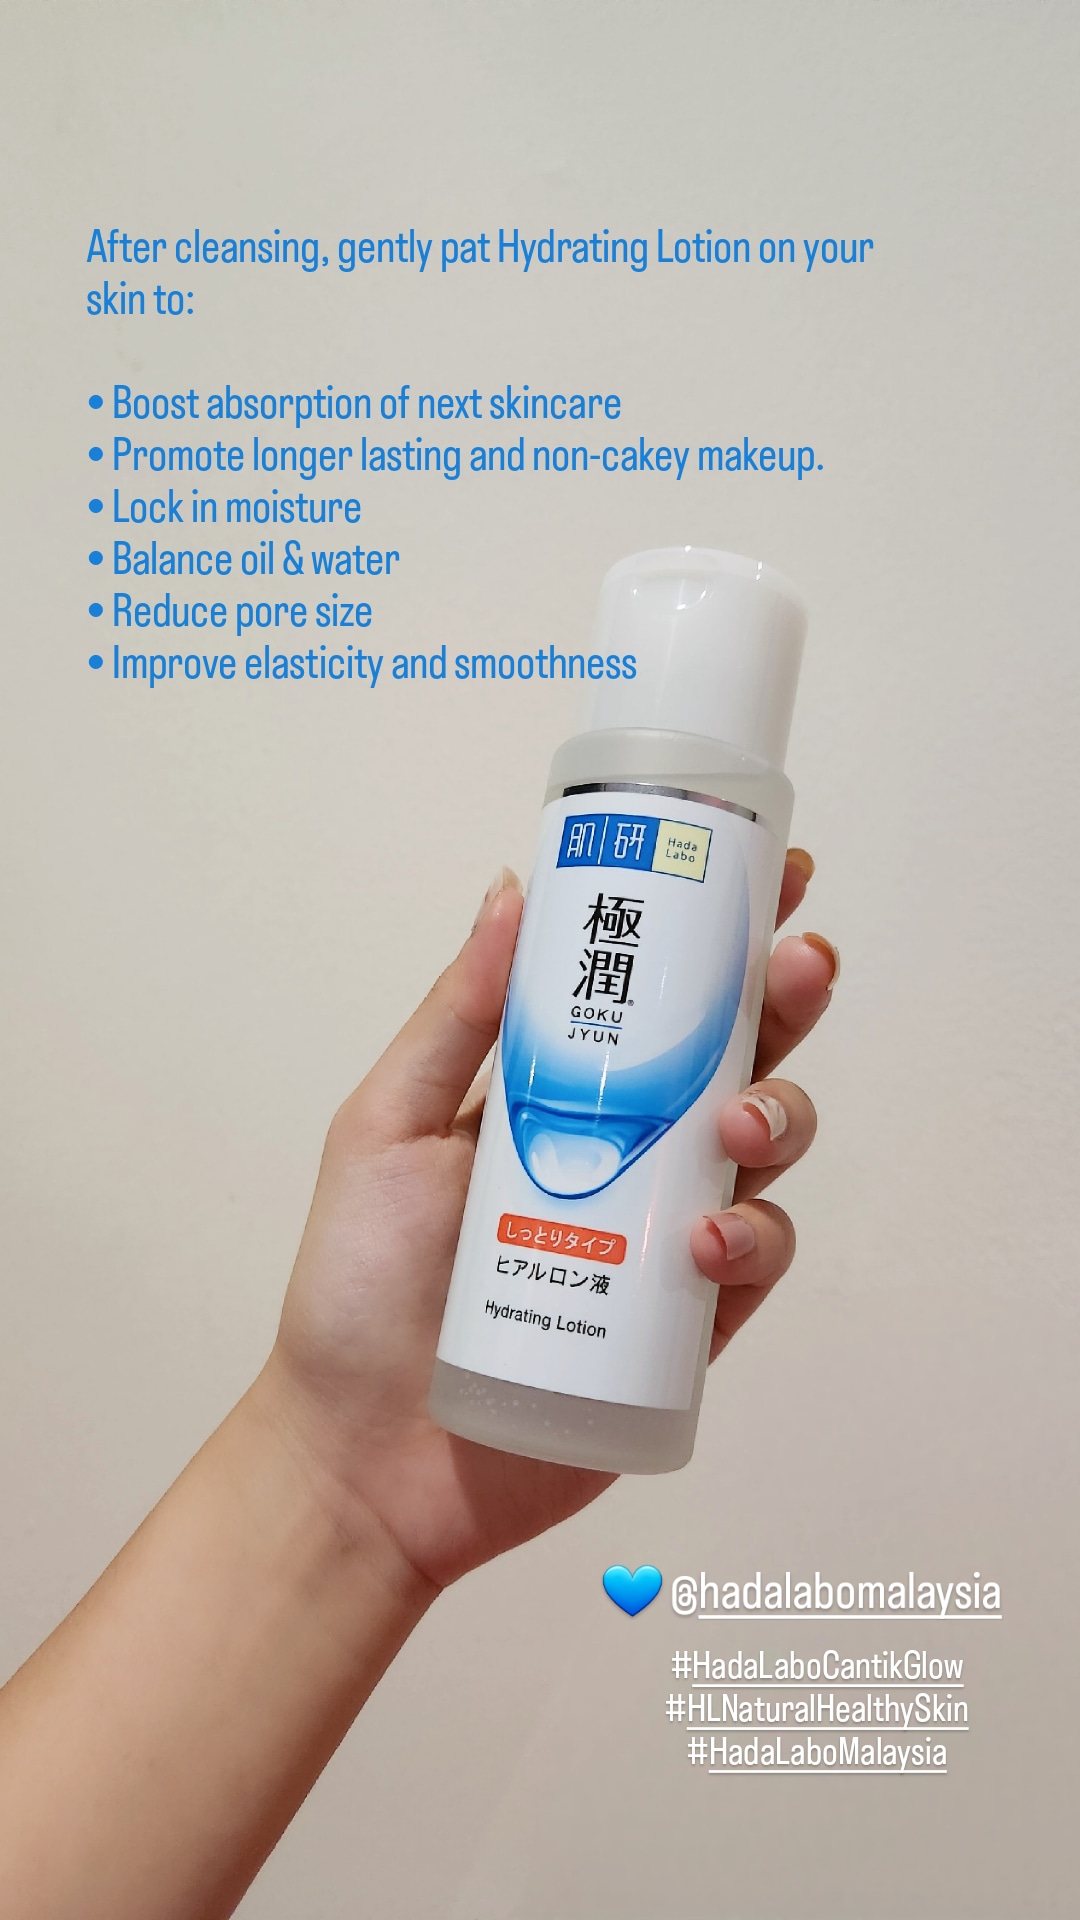 After cleansing, gently pat Hydrating Lotion on your
skin to:
• Boost absorption of next skincare
• Promote longer lasting and non-cakey makeup.
• Lock in moisture
• Balance oil & water
• Reduce pore size
• Improve elasticity and smoothness
肌研 Hada
Labo
極
潤®
GOKU
JYUN
しっとりタイプ
ヒアルロン液
Hydrating Lotion
💙 @hadalabomalaysia
#HadaLaboCantikGlow
#HLNaturalHealthySkin
#HadaLaboMalaysia